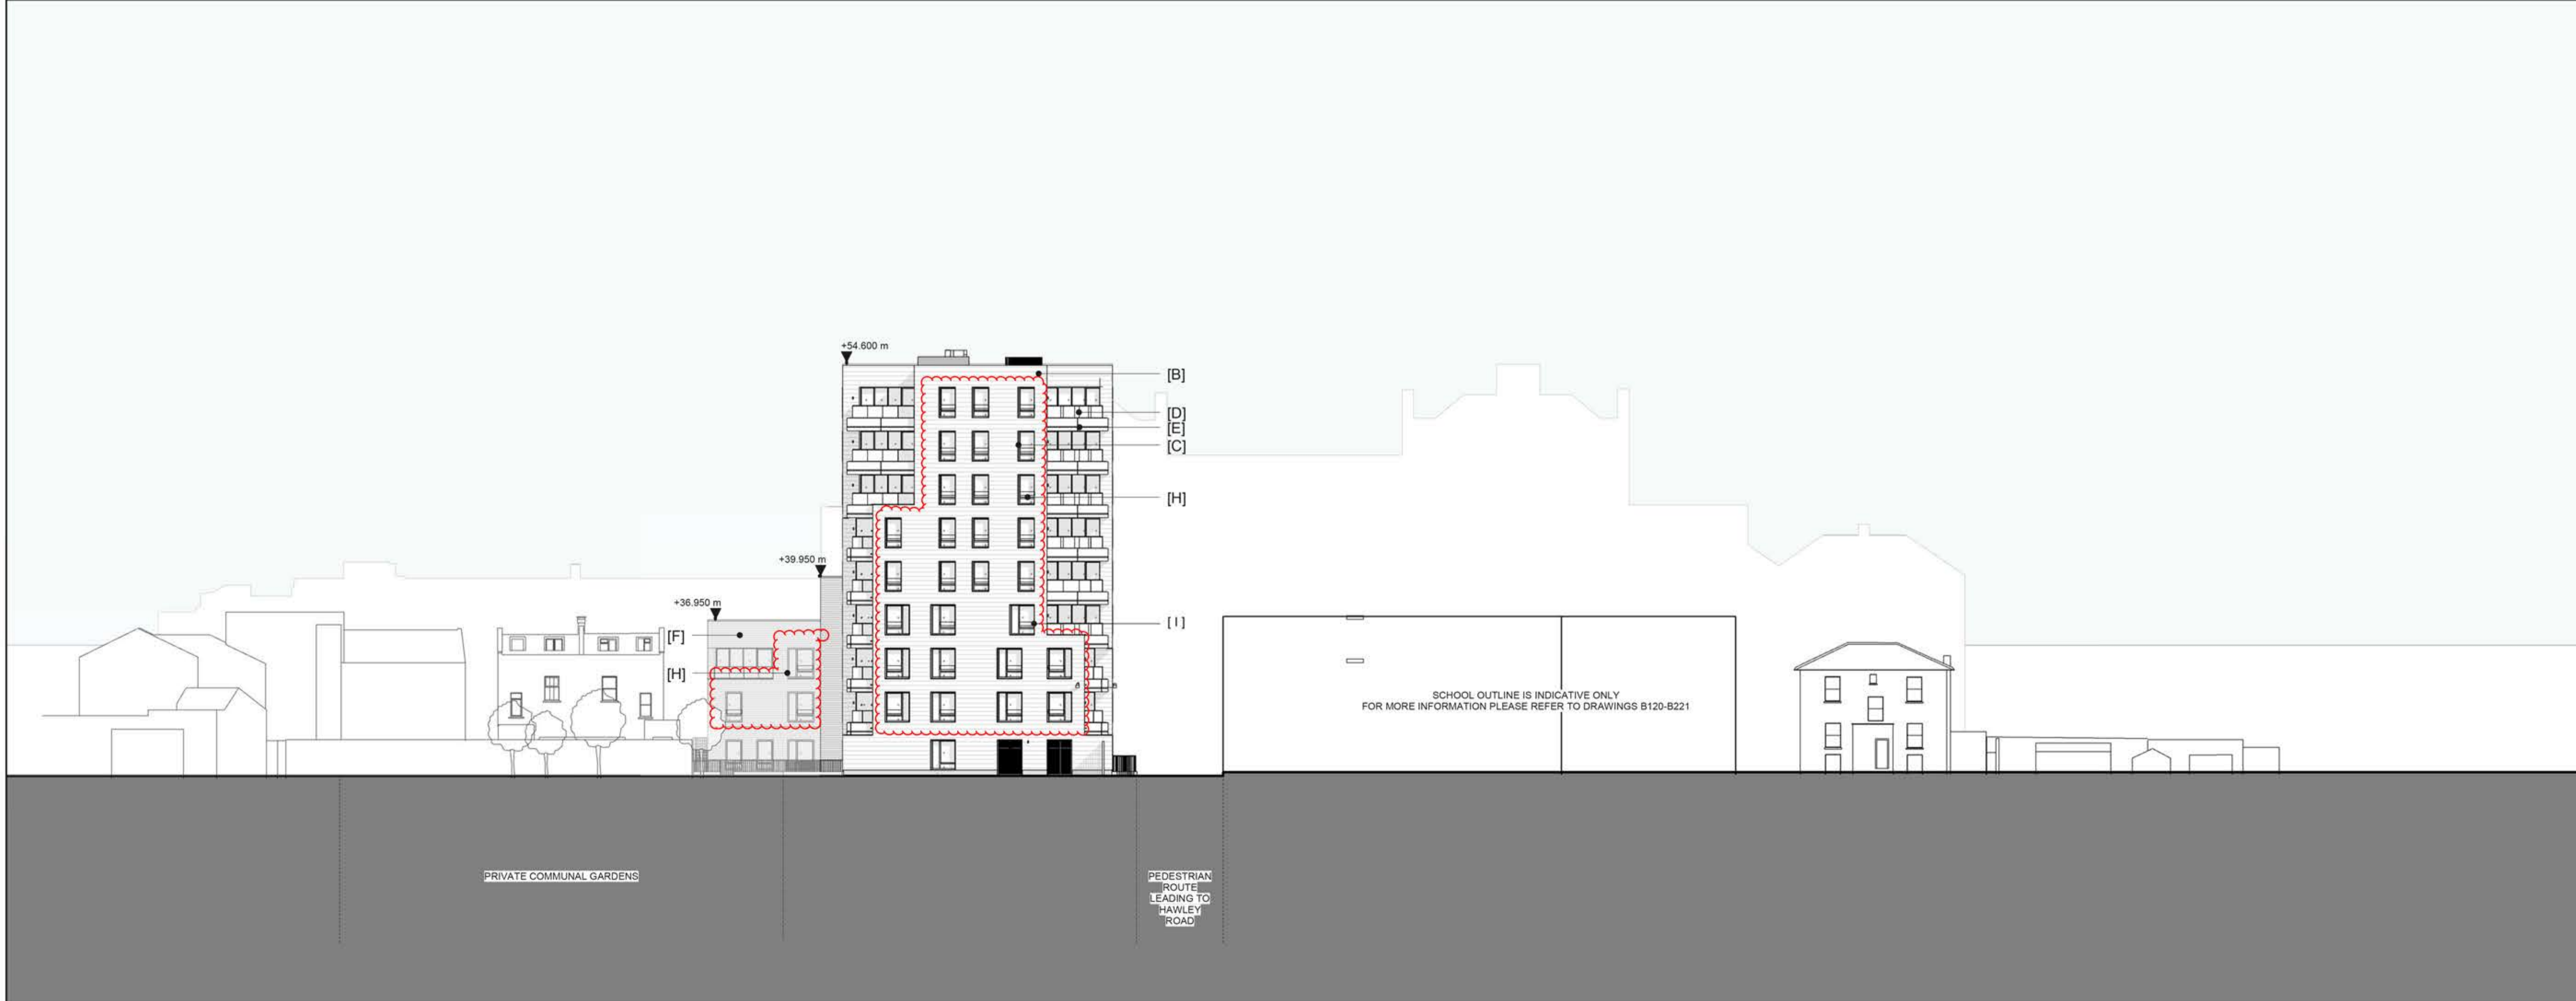 +54.600 m
[B]
[D]
[E]
[C]
[H]
+39.950 m
+36.950 m
[F]
[ I ]
[H]
SCHOOL OUTLINE IS INDICATIVE ONLY
FOR MORE INFORMATION PLEASE REFER TO DRAWINGS B120-B221
PRIVATE COMMUNAL GARDENS
PEDESTRIAN
ROUTE
LEADING TO
HAWLEY
ROAD